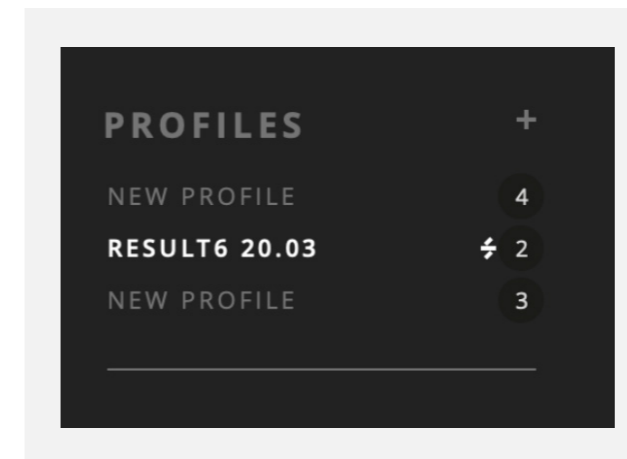 PROFILES +
NEW PROFILE 4
RESULT6 20.03 2
NEW PROFILE 3